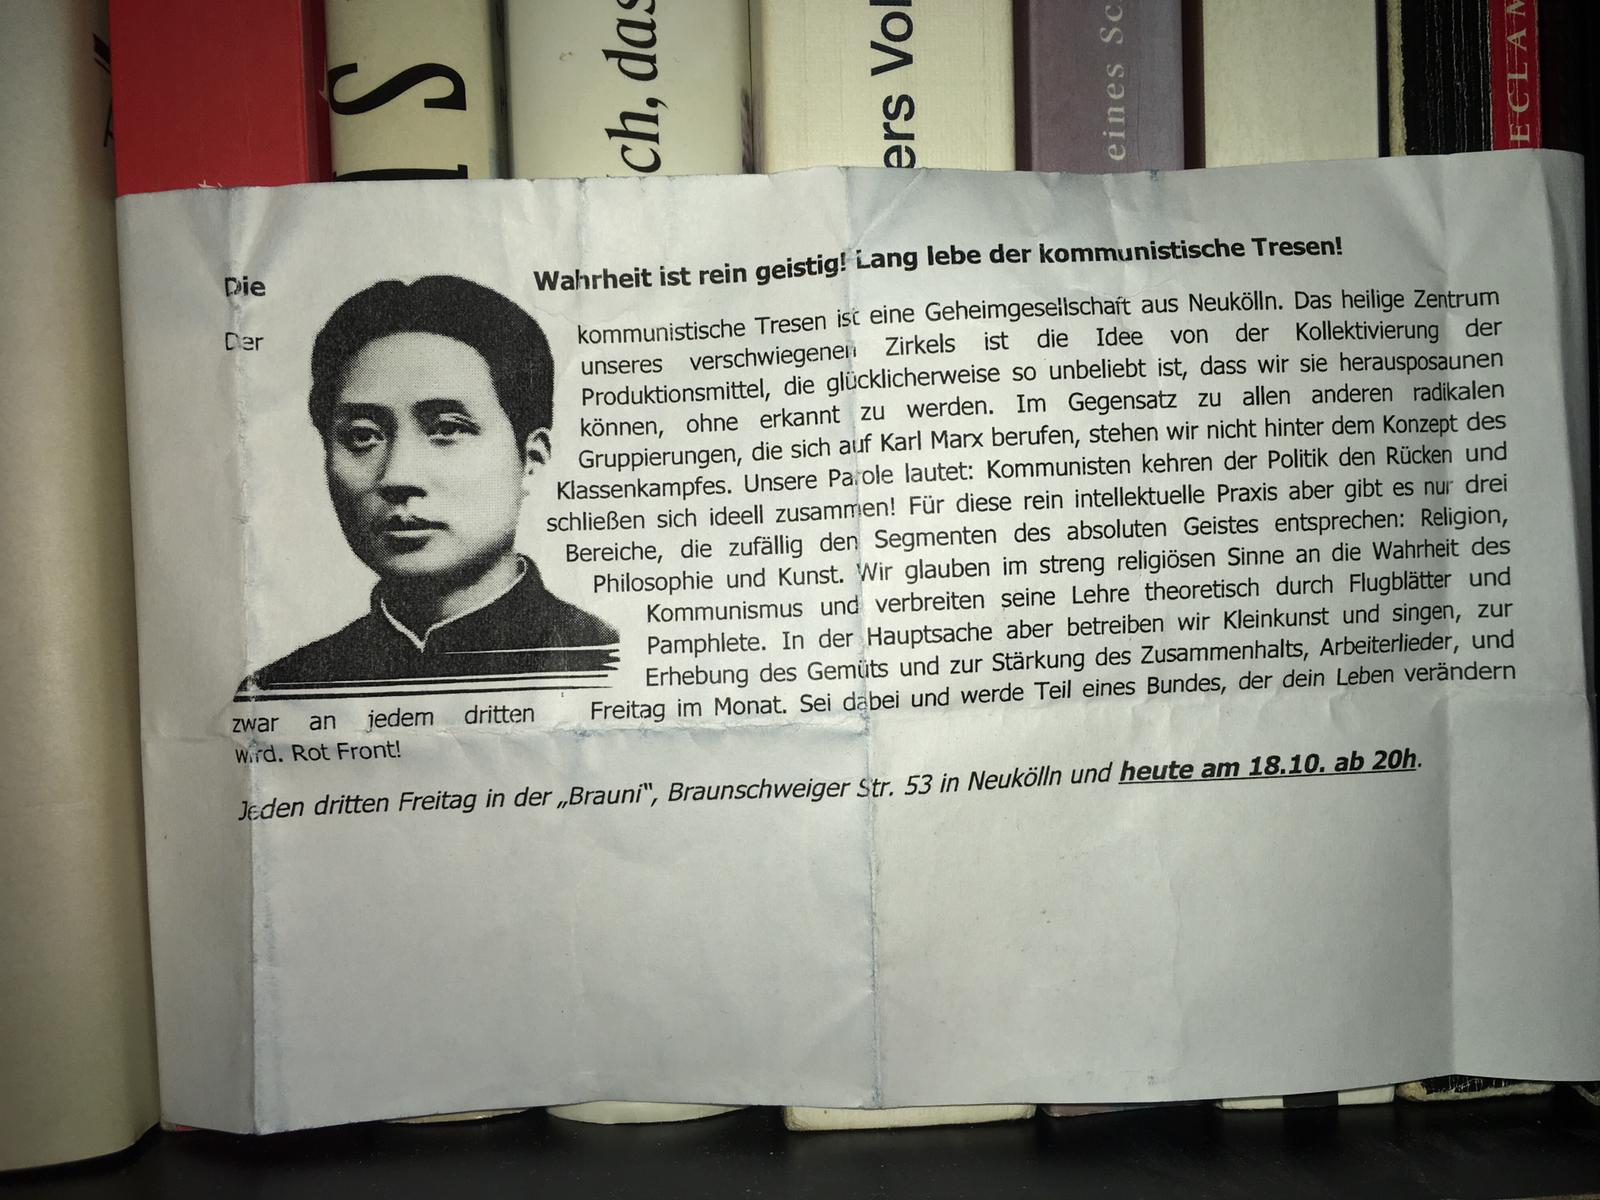 S
ch, das
ers Vol
eines Sc
ECLAM
Die Wahrheit ist rein geistig! Lang lebe der kommunistische Tresen!
Der kommunistische Tresen ist eine Geheimgesellschaft aus Neukölln. Das heilige Zentrum
unseres verschwiegenen Zirkels ist die Idee von der Kollektivierung der
Produktionsmittel, die glücklicherweise so unbeliebt ist, dass wir sie herausposaunen
können, ohne erkannt zu werden. Im Gegensatz zu allen anderen radikalen
Gruppierungen, die sich auf Karl Marx berufen, stehen wir nicht hinter dem Konzept des
Klassenkampfes. Unsere Parole lautet: Kommunisten kehren der Politik den Rücken und
schließen sich ideell zusammen! Für diese rein intellektuelle Praxis aber gibt es nur drei
Bereiche, die zufällig den Segmenten des absoluten Geistes entsprechen: Religion,
Philosophie und Kunst. Wir glauben im streng religiösen Sinne an die Wahrheit des
Kommunismus und verbreiten seine Lehre theoretisch durch Flugblätter und
Pamphlete. In der Hauptsache aber betreiben wir Kleinkunst und singen, zur
Erhebung des Gemüts und zur Stärkung des Zusammenhalts, Arbeiterlieder, und
zwar an jedem dritten Freitag im Monat. Sei dabei und werde Teil eines Bundes, der dein Leben verändern
wird. Rot Front!
Jeden dritten Freitag in der „Brauni“, Braunschweiger Str. 53 in Neukölln und heute am 18.10. ab 20h.